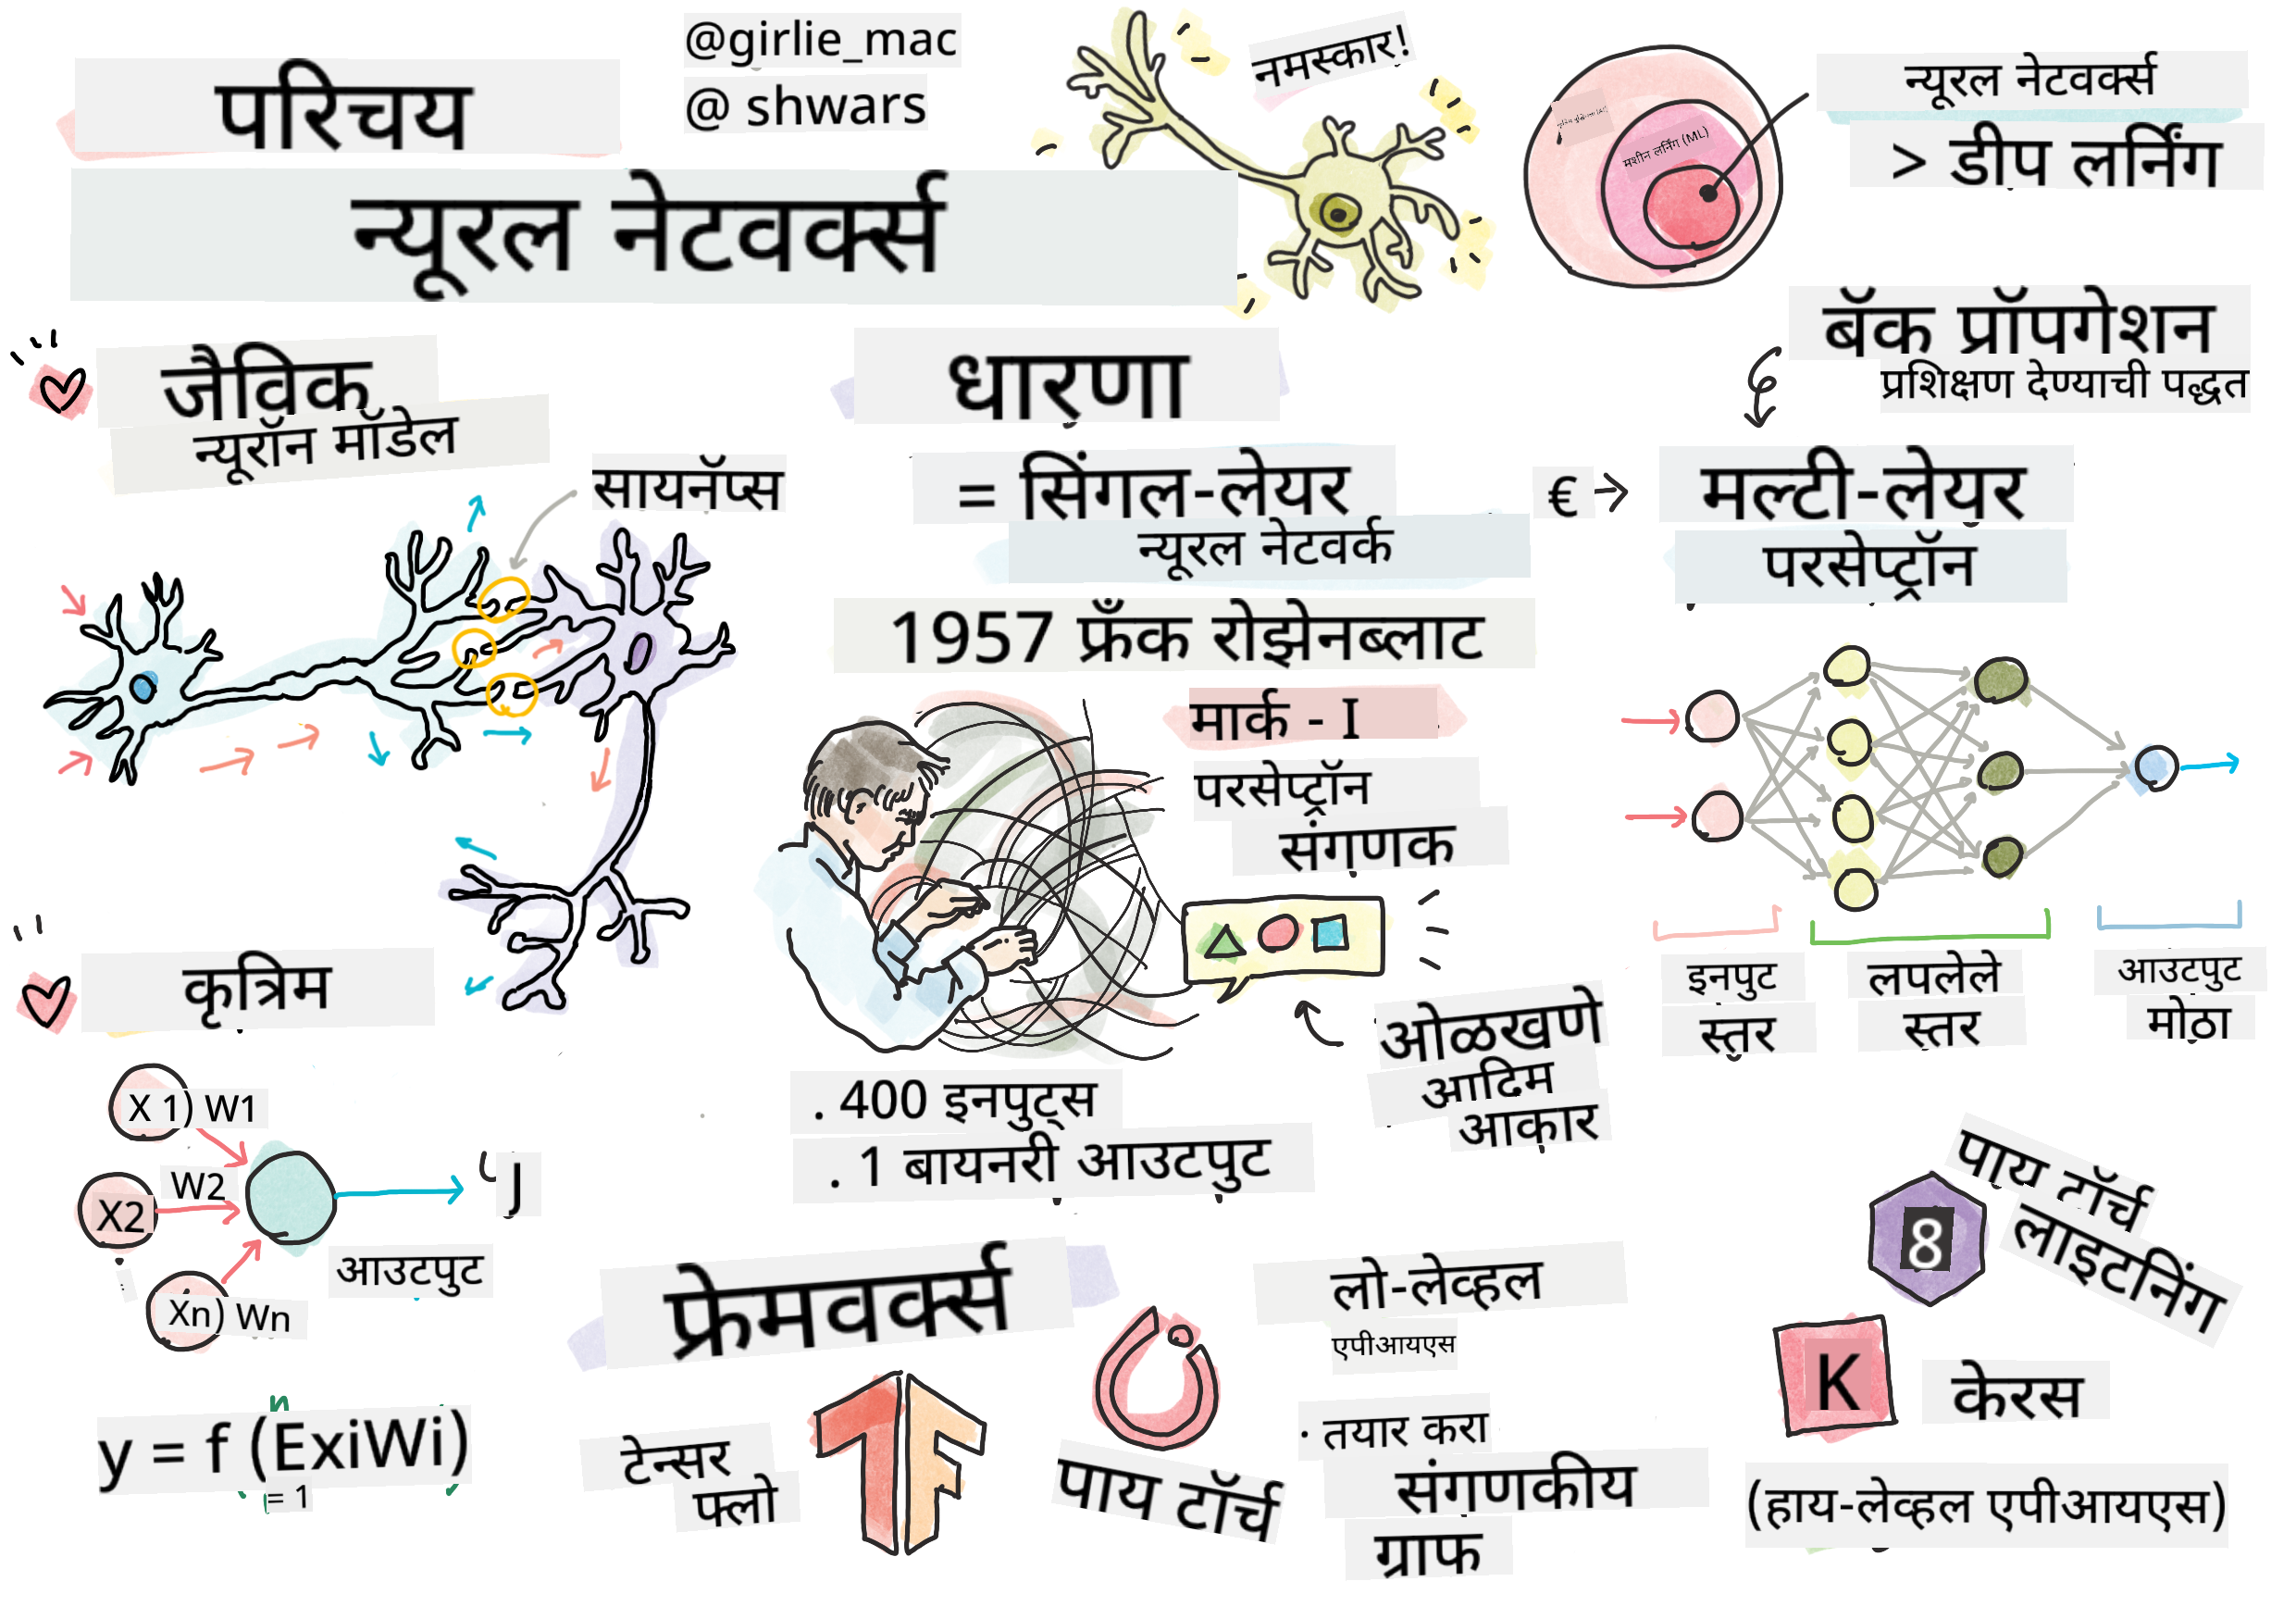 परिचय
न्यूरल नेटवर्क्स
@girlie_mac
@ shwars
नमस्कार!
मशीन लर्निंग (ML)
न्यूरल नेटवर्क्स
> डीप लर्निंग
जैविक
न्यूरॉन मॉडेल
सायनॅप्स
धारणा
= सिंगल-लेयर
न्यूरल नेटवर्क
1957 फ्रँक रोझेनब्लाट
मार्क - I
परसेप्ट्रॉन
संगणक
ओळखणे
आदिम
आकार
. 400 इनपुट्स
. 1 बायनरी आउटपुट
बॅक प्रॉपगेशन
प्रशिक्षण देण्याची पद्धत
€
मल्टी-लेयर
परसेप्ट्रॉन
इनपुट
स्तर
लपलेले
स्तर
आउटपुट
मोठा
कृत्रिम
X 1) W1
X2
W2
Xn) Wn
J
आउटपुट
n
y = f (ExiWi)
= 1
फ्रेमवर्क्स
टेन्सर
फ्लो
TF
पाय टॉर्च
लो-लेव्हल
एपीआयएस
· तयार करा
संगणकीय
ग्राफ
8
पाय टॉर्च
लाइटनिंग
K
केरस
(हाय-लेव्हल एपीआयएस)